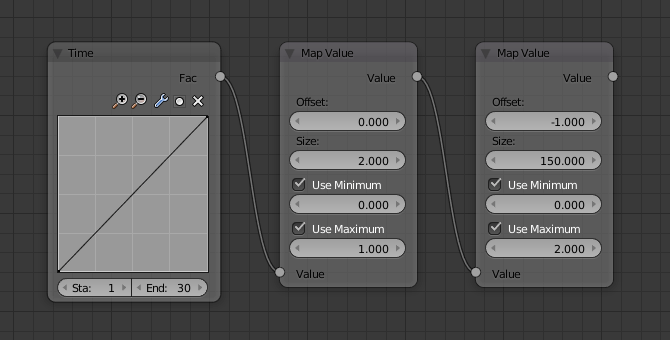 Time
Fac
Sta: 1
End: 30
Map Value
Value
Offset:
0.000
Size:
2.000
Use Minimum
0.000
Use Maximum
1.000
Value
Map Value
Value
Offset:
-1.000
Size:
150.000
Use Minimum
0.000
Use Maximum
2.000
Value